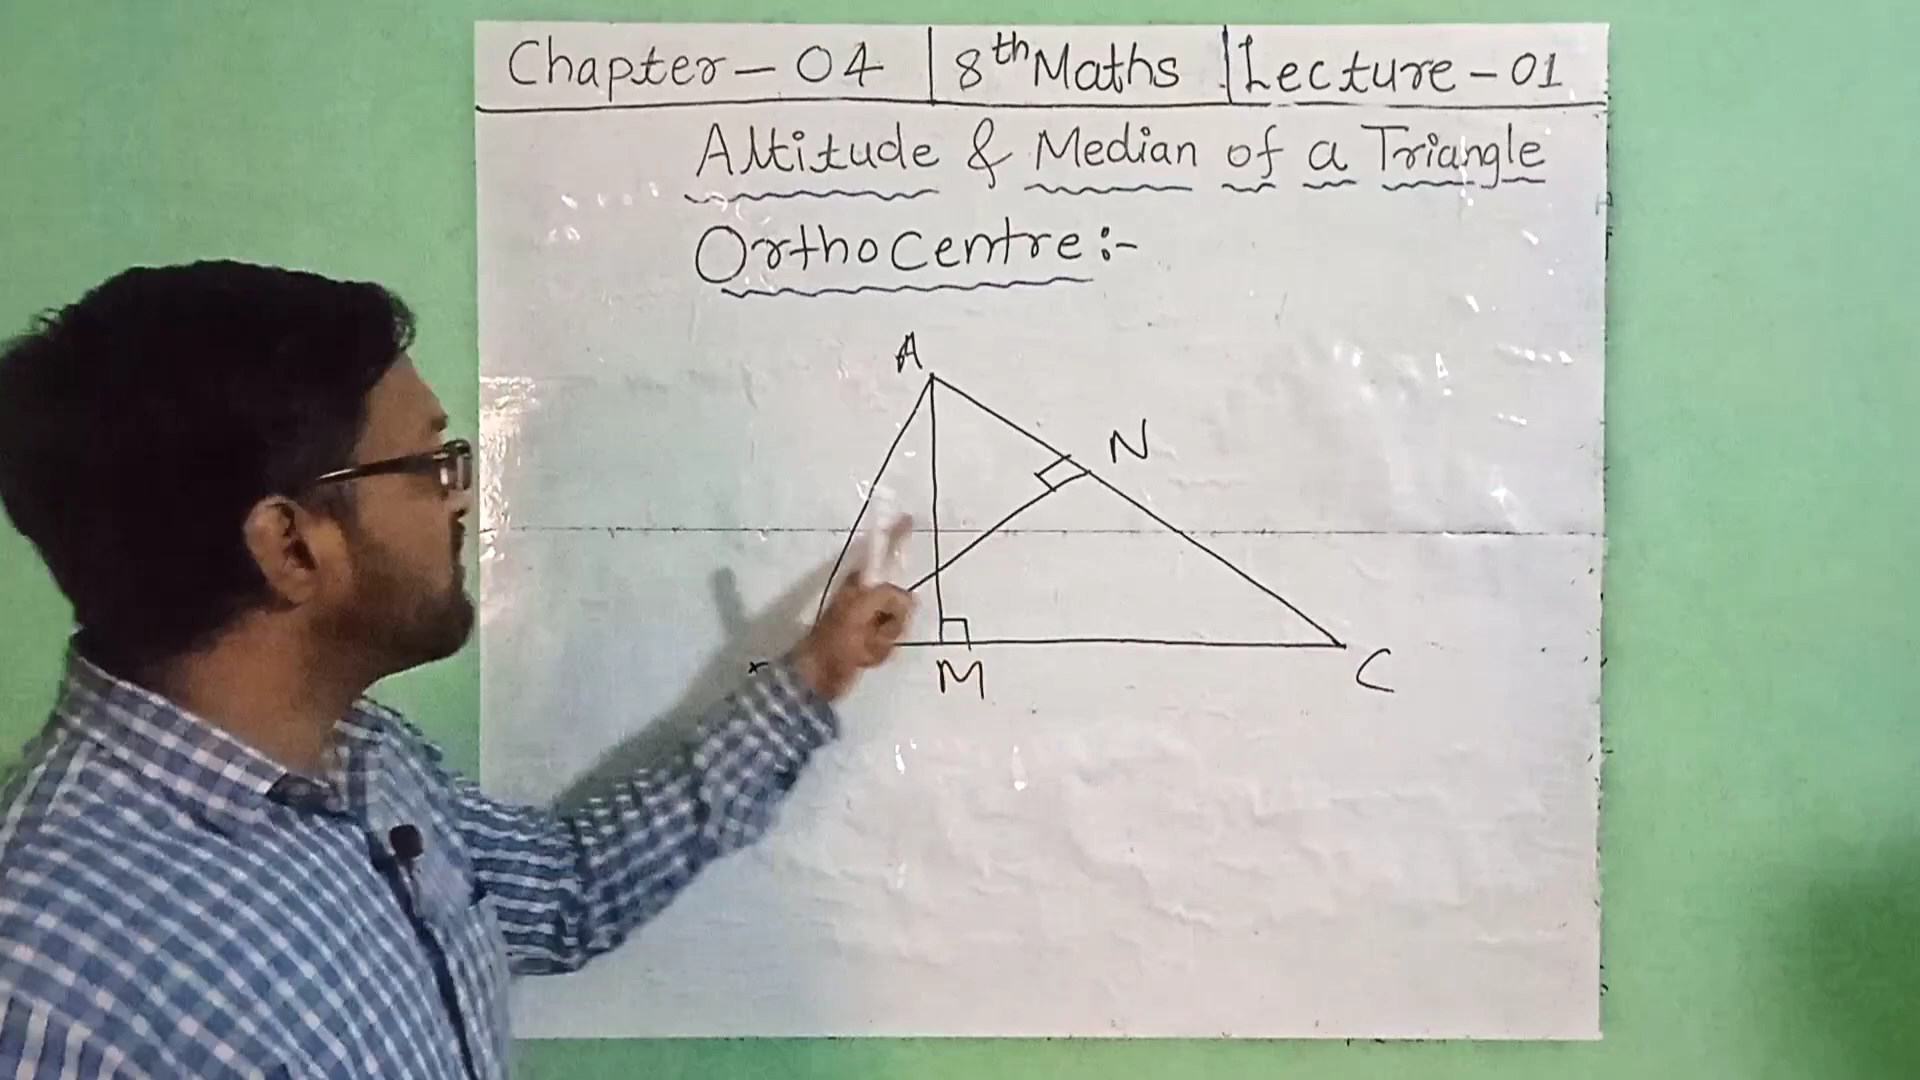 Chapter - 04 | 8th Maths | Lecture - 01
Altitude & Median of a Triangle
OrthoCentre :-
A
N
M
C